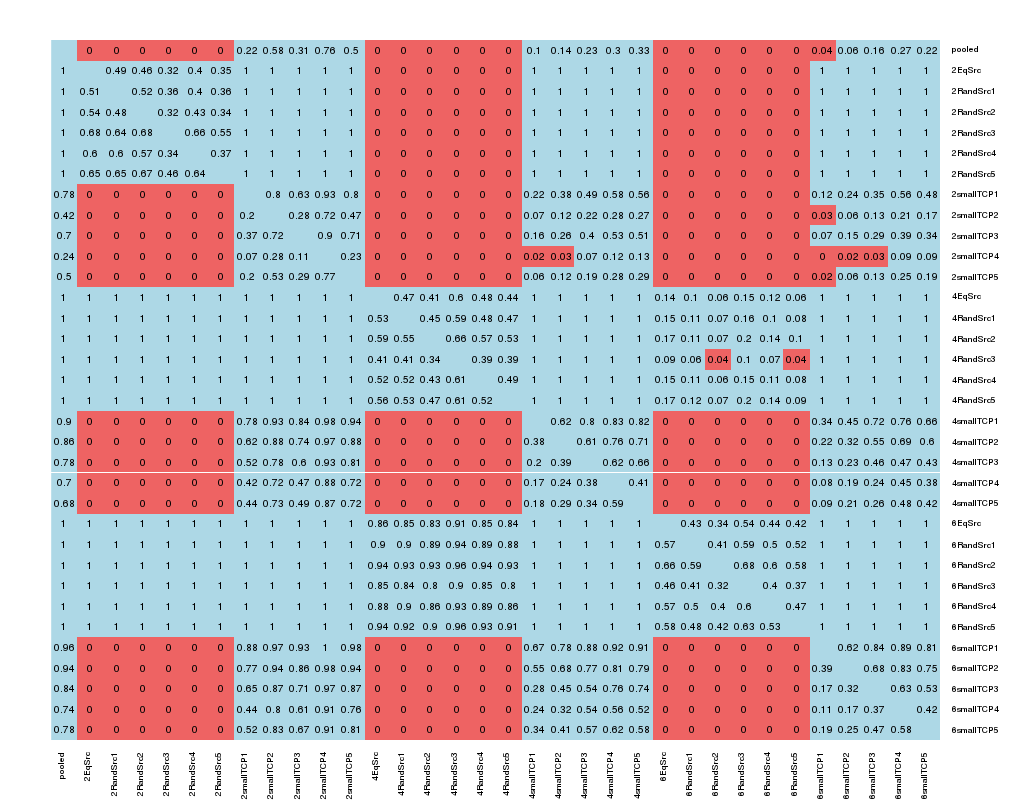 0 0 0 0 0 0 0.22 0.58 0.31 0.76 0.5 0 0 0 0 0 0 0.1 0.14 0.23 0.3 0.33 0 0 0 0 0 0 0.04 0.06 0.16 0.27 0.22 pooled
1 0.49 0.46 0.32 0.4 0.35 1 1 1 1 1 0 0 0 0 0 0 1 1 1 1 1 0 0 0 0 0 0 1 1 1 1 1 2EqSrc
1 0.51 0.52 0.36 0.4 0.36 1 1 1 1 1 0 0 0 0 0 0 1 1 1 1 1 0 0 0 0 0 0 1 1 1 1 1 2RandSrc1
1 0.54 0.48 0.32 0.43 0.34 1 1 1 1 1 0 0 0 0 0 0 1 1 1 1 1 0 0 0 0 0 0 1 1 1 1 1 2RandSrc2
1 0.68 0.64 0.68 0.66 0.55 1 1 1 1 1 0 0 0 0 0 0 1 1 1 1 1 0 0 0 0 0 0 1 1 1 1 1 2RandSrc3
1 0.6 0.6 0.57 0.34 0.37 1 1 1 1 1 0 0 0 0 0 0 1 1 1 1 1 0 0 0 0 0 0 1 1 1 1 1 2RandSrc4
1 0.65 0.65 0.67 0.46 0.64 1 1 1 1 1 0 0 0 0 0 0 1 1 1 1 1 0 0 0 0 0 0 1 1 1 1 1 2RandSrc5
0.78 0 0 0 0 0 0 0.8 0.63 0.93 0.8 0 0 0 0 0 0 0.22 0.38 0.49 0.58 0.56 0 0 0 0 0 0 0.12 0.24 0.35 0.56 0.48 2smallTCP1
0.42 0 0 0 0 0 0 0.2 0.28 0.72 0.47 0 0 0 0 0 0 0.07 0.12 0.22 0.28 0.27 0 0 0 0 0 0 0.03 0.06 0.13 0.21 0.17 2smallTCP2
0.7 0 0 0 0 0 0 0.37 0.72 0.9 0.71 0 0 0 0 0 0 0.16 0.26 0.4 0.53 0.51 0 0 0 0 0 0 0.07 0.15 0.29 0.39 0.34 2smallTCP3
0.24 0 0 0 0 0 0 0.07 0.28 0.11 0.23 0 0 0 0 0 0 0.02 0.03 0.07 0.12 0.13 0 0 0 0 0 0 0 0.02 0.03 0.09 0.09 2smallTCP4
0.5 0 0 0 0 0 0 0.2 0.53 0.29 0.77 0 0 0 0 0 0 0.06 0.12 0.19 0.28 0.29 0 0 0 0 0 0 0.02 0.06 0.13 0.25 0.19 2smallTCP5
1 1 1 1 1 1 1 1 1 1 1 1 0.47 0.41 0.6 0.48 0.44 1 1 1 1 1 0.14 0.1 0.06 0.15 0.12 0.06 1 1 1 1 1 4EqSrc
1 1 1 1 1 1 1 1 1 1 1 1 0.53 0.45 0.59 0.48 0.47 1 1 1 1 1 0.15 0.11 0.07 0.16 0.1 0.08 1 1 1 1 1 4RandSrc1
1 1 1 1 1 1 1 1 1 1 1 1 0.59 0.55 0.66 0.57 0.53 1 1 1 1 1 0.17 0.11 0.07 0.2 0.14 0.1 1 1 1 1 1 4RandSrc2
1 1 1 1 1 1 1 1 1 1 1 1 0.41 0.41 0.34 0.39 0.39 1 1 1 1 1 0.09 0.06 0.04 0.1 0.07 0.04 1 1 1 1 1 4RandSrc3
1 1 1 1 1 1 1 1 1 1 1 1 0.52 0.52 0.43 0.61 0.49 1 1 1 1 1 0.15 0.11 0.06 0.15 0.11 0.08 1 1 1 1 1 4RandSrc4
1 1 1 1 1 1 1 1 1 1 1 1 0.56 0.53 0.47 0.61 0.52 1 1 1 1 1 0.17 0.12 0.07 0.2 0.14 0.09 1 1 1 1 1 4RandSrc5
0.9 0 0 0 0 0 0 0.78 0.93 0.84 0.98 0.94 0 0 0 0 0 0 0.62 0.8 0.83 0.82 0 0 0 0 0 0 0.34 0.45 0.72 0.76 0.66 4smallTCP1
0.86 0 0 0 0 0 0 0.62 0.88 0.74 0.97 0.88 0 0 0 0 0 0 0.38 0.61 0.76 0.71 0 0 0 0 0 0 0.22 0.32 0.55 0.69 0.6 4smallTCP2
0.78 0 0 0 0 0 0 0.52 0.78 0.6 0.93 0.81 0 0 0 0 0 0 0.2 0.39 0.62 0.66 0 0 0 0 0 0 0.13 0.23 0.46 0.47 0.43 4smallTCP3
0.7 0 0 0 0 0 0 0.42 0.72 0.47 0.88 0.72 0 0 0 0 0 0 0.17 0.24 0.38 0.41 0 0 0 0 0 0 0.08 0.19 0.24 0.45 0.38 4smallTCP4
0.68 0 0 0 0 0 0 0.44 0.73 0.49 0.87 0.72 0 0 0 0 0 0 0.18 0.29 0.34 0.59 0 0 0 0 0 0 0.09 0.21 0.26 0.48 0.42 4smallTCP5
1 1 1 1 1 1 1 1 1 1 1 1 0.86 0.85 0.83 0.91 0.85 0.84 1 1 1 1 1 0.43 0.34 0.54 0.44 0.42 1 1 1 1 1 6EqSrc
1 1 1 1 1 1 1 1 1 1 1 1 0.9 0.9 0.89 0.94 0.89 0.88 1 1 1 1 1 0.57 0.41 0.59 0.5 0.52 1 1 1 1 1 6RandSrc1
1 1 1 1 1 1 1 1 1 1 1 1 0.94 0.93 0.93 0.96 0.94 0.93 1 1 1 1 1 0.66 0.59 0.68 0.6 0.58 1 1 1 1 1 6RandSrc2
1 1 1 1 1 1 1 1 1 1 1 1 0.85 0.84 0.8 0.9 0.85 0.8 1 1 1 1 1 0.46 0.41 0.32 0.4 0.37 1 1 1 1 1 6RandSrc3
1 1 1 1 1 1 1 1 1 1 1 1 0.88 0.9 0.86 0.93 0.89 0.86 1 1 1 1 1 0.57 0.5 0.4 0.6 0.47 1 1 1 1 1 6RandSrc4
1 1 1 1 1 1 1 1 1 1 1 1 0.94 0.92 0.9 0.96 0.93 0.91 1 1 1 1 1 0.58 0.48 0.42 0.63 0.53 1 1 1 1 1 6RandSrc5
0.96 0 0 0 0 0 0 0.88 0.97 0.93 1 0.98 0 0 0 0 0 0 0.67 0.78 0.88 0.92 0.91 0 0 0 0 0 0 0.62 0.84 0.89 0.81 6smallTCP1
0.94 0 0 0 0 0 0 0.77 0.94 0.86 0.98 0.94 0 0 0 0 0 0 0.55 0.68 0.77 0.81 0.79 0 0 0 0 0 0 0.39 0.68 0.83 0.75 6smallTCP2
0.84 0 0 0 0 0 0 0.65 0.87 0.71 0.97 0.87 0 0 0 0 0 0 0.28 0.45 0.54 0.76 0.74 0 0 0 0 0 0 0.17 0.32 0.63 0.53 6smallTCP3
0.74 0 0 0 0 0 0 0.44 0.8 0.61 0.91 0.76 0 0 0 0 0 0 0.24 0.32 0.54 0.56 0.52 0 0 0 0 0 0 0.11 0.17 0.37 0.42 6smallTCP4
0.78 0 0 0 0 0 0 0.52 0.83 0.67 0.91 0.81 0 0 0 0 0 0 0.34 0.41 0.57 0.62 0.58 0 0 0 0 0 0 0.19 0.25 0.47 0.58 6smallTCP5
pooled 2EqSrc 2RandSrc1 2RandSrc2 2RandSrc3 2RandSrc4 2RandSrc5 2smallTCP1 2smallTCP2 2smallTCP3 2smallTCP4 2smallTCP5 4EqSrc 4RandSrc1 4RandSrc2 4RandSrc3 4RandSrc4 4RandSrc5 4smallTCP1 4smallTCP2 4smallTCP3 4smallTCP4 4smallTCP5 6EqSrc 6RandSrc1 6RandSrc2 6RandSrc3 6RandSrc4 6RandSrc5 6smallTCP1 6smallTCP2 6smallTCP3 6smallTCP4 6smallTCP5